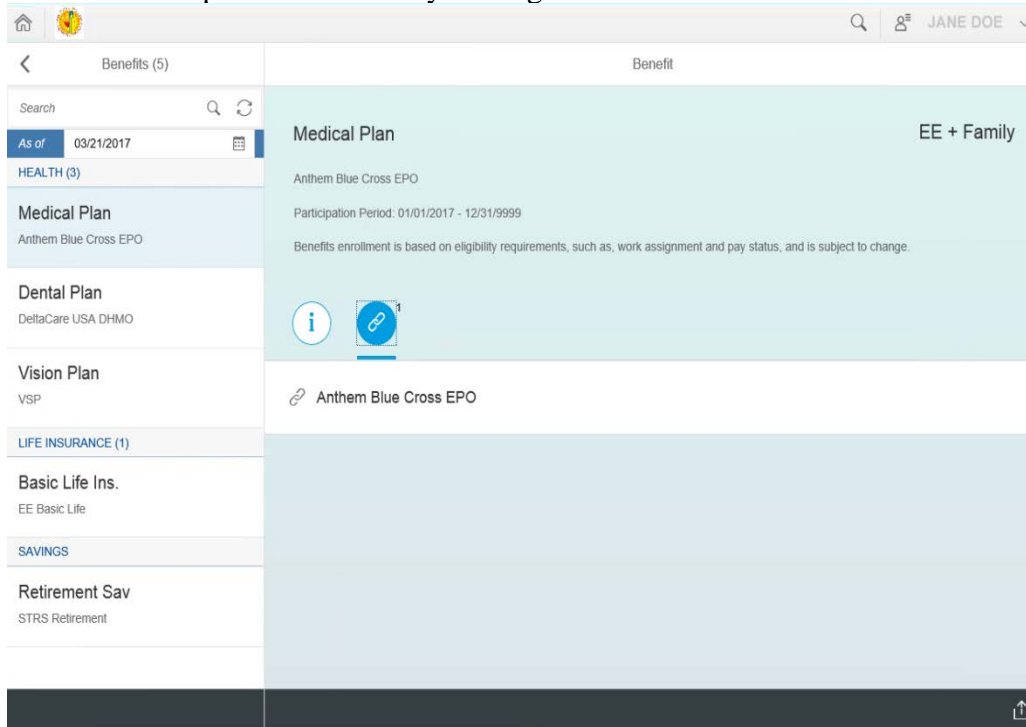 JANE DOE
Benefits (5)
Benefit
Search
As of 03/21/2017
HEALTH (3)
Medical Plan
Anthem Blue Cross EPO
Dental Plan
DeltaCare USA DHMO
Vision Plan
VSP
LIFE INSURANCE (1)
Basic Life Ins.
EE Basic Life
SAVINGS
Retirement Sav
STRS Retirement
Medical Plan
EE + Family
Anthem Blue Cross EPO
Participation Period: 01/01/2017 - 12/31/9999
Benefits enrollment is based on eligibility requirements, such as, work assignment and pay status, and is subject to change.
i
1
Anthem Blue Cross EPO